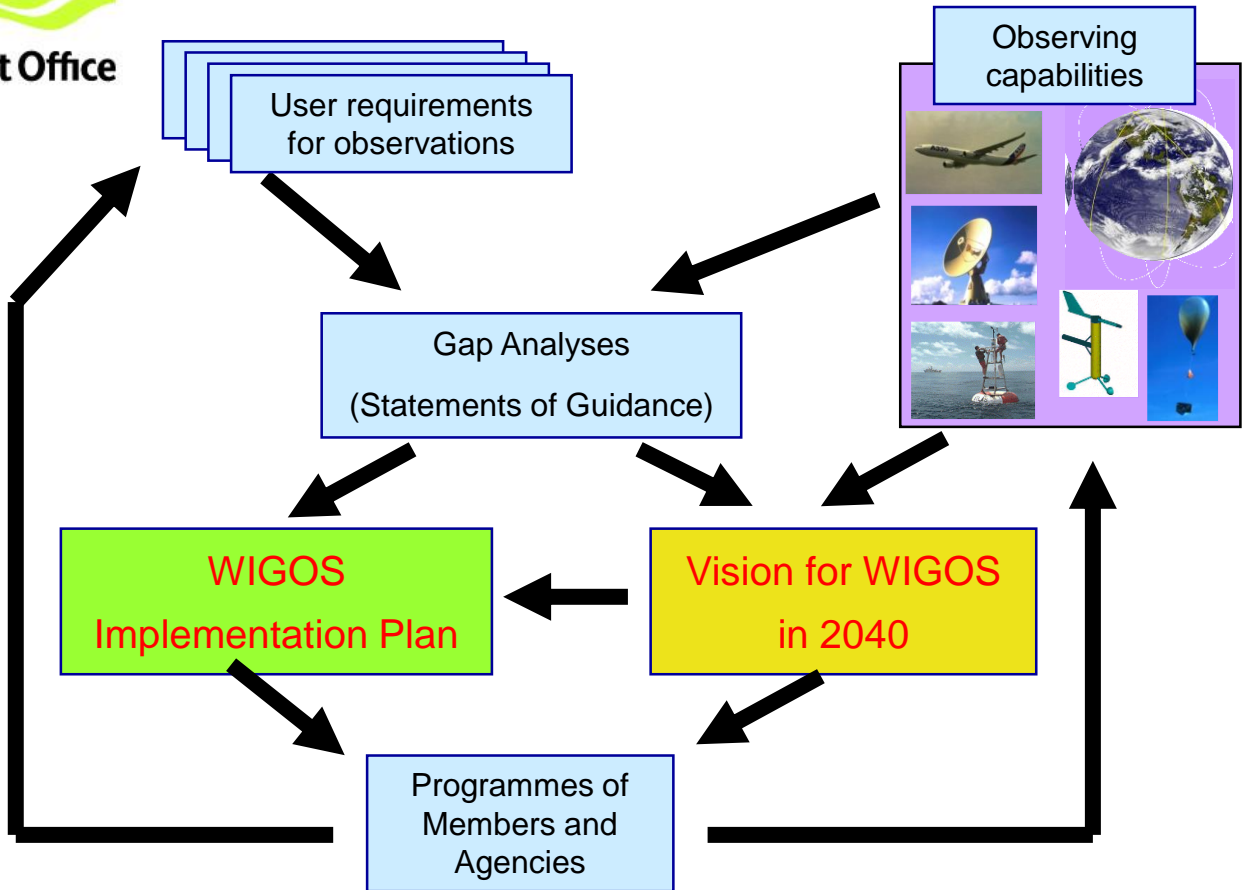 t Office
Observing
capabilities
User requirements
for observations
Gap Analyses
(Statements of Guidance)
WIGOS
Implementation Plan
Vision for WIGOS
in 2040
Programmes of
Members and
Agencies